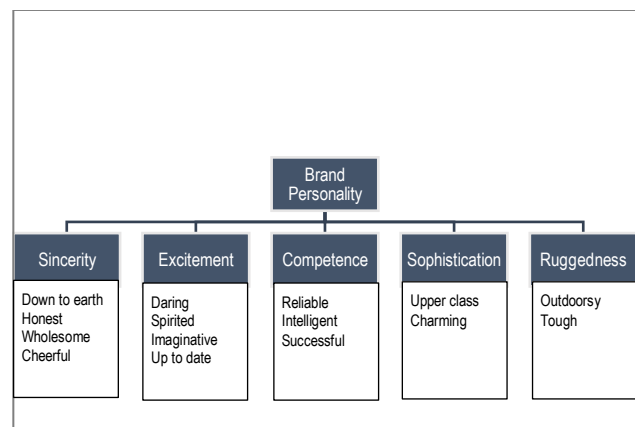 Brand
Personality
Sincerity
Down to earth
Honest
Wholesome
Cheerful
Excitement
Daring
Spirited
Imaginative
Up to date
Competence
Reliable
Intelligent
Successful
Sophistication
Upper class
Charming
Ruggedness
Outdoorsy
Tough